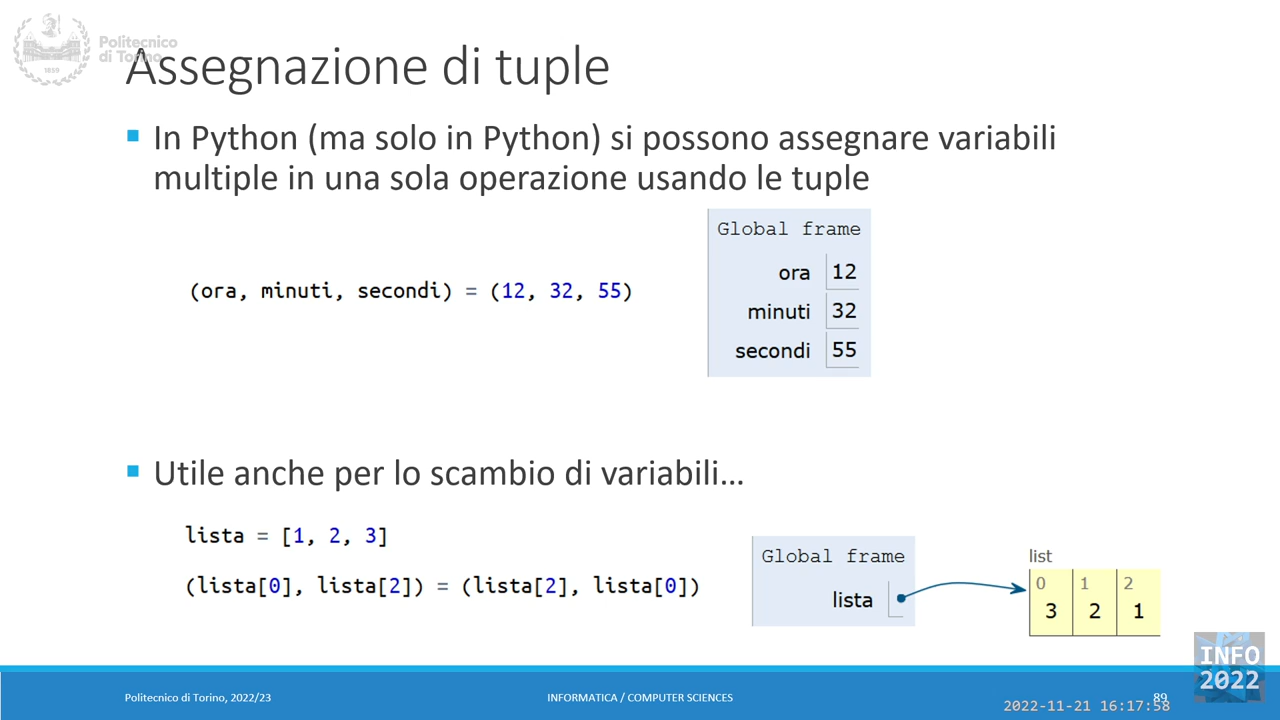 Politecnico
di Torino
1859
Assegnazione di tuple
In Python (ma solo in Python) si possono assegnare variabili
multiple in una sola operazione usando le tuple
(ora, minuti, secondi) = (12, 32, 55)
Global frame
ora 12
minuti 32
secondi 55
Utile anche per lo scambio di variabili…
lista = [1, 2, 3]
(lista[0], lista[2]) = (lista[2], lista[0])
Global frame
lista
list
0 1 2
3 2 1
Politecnico di Torino, 2022/23
INFORMATICA / COMPUTER SCIENCES
89
INFO
2022
2022-11-21 16:17:58